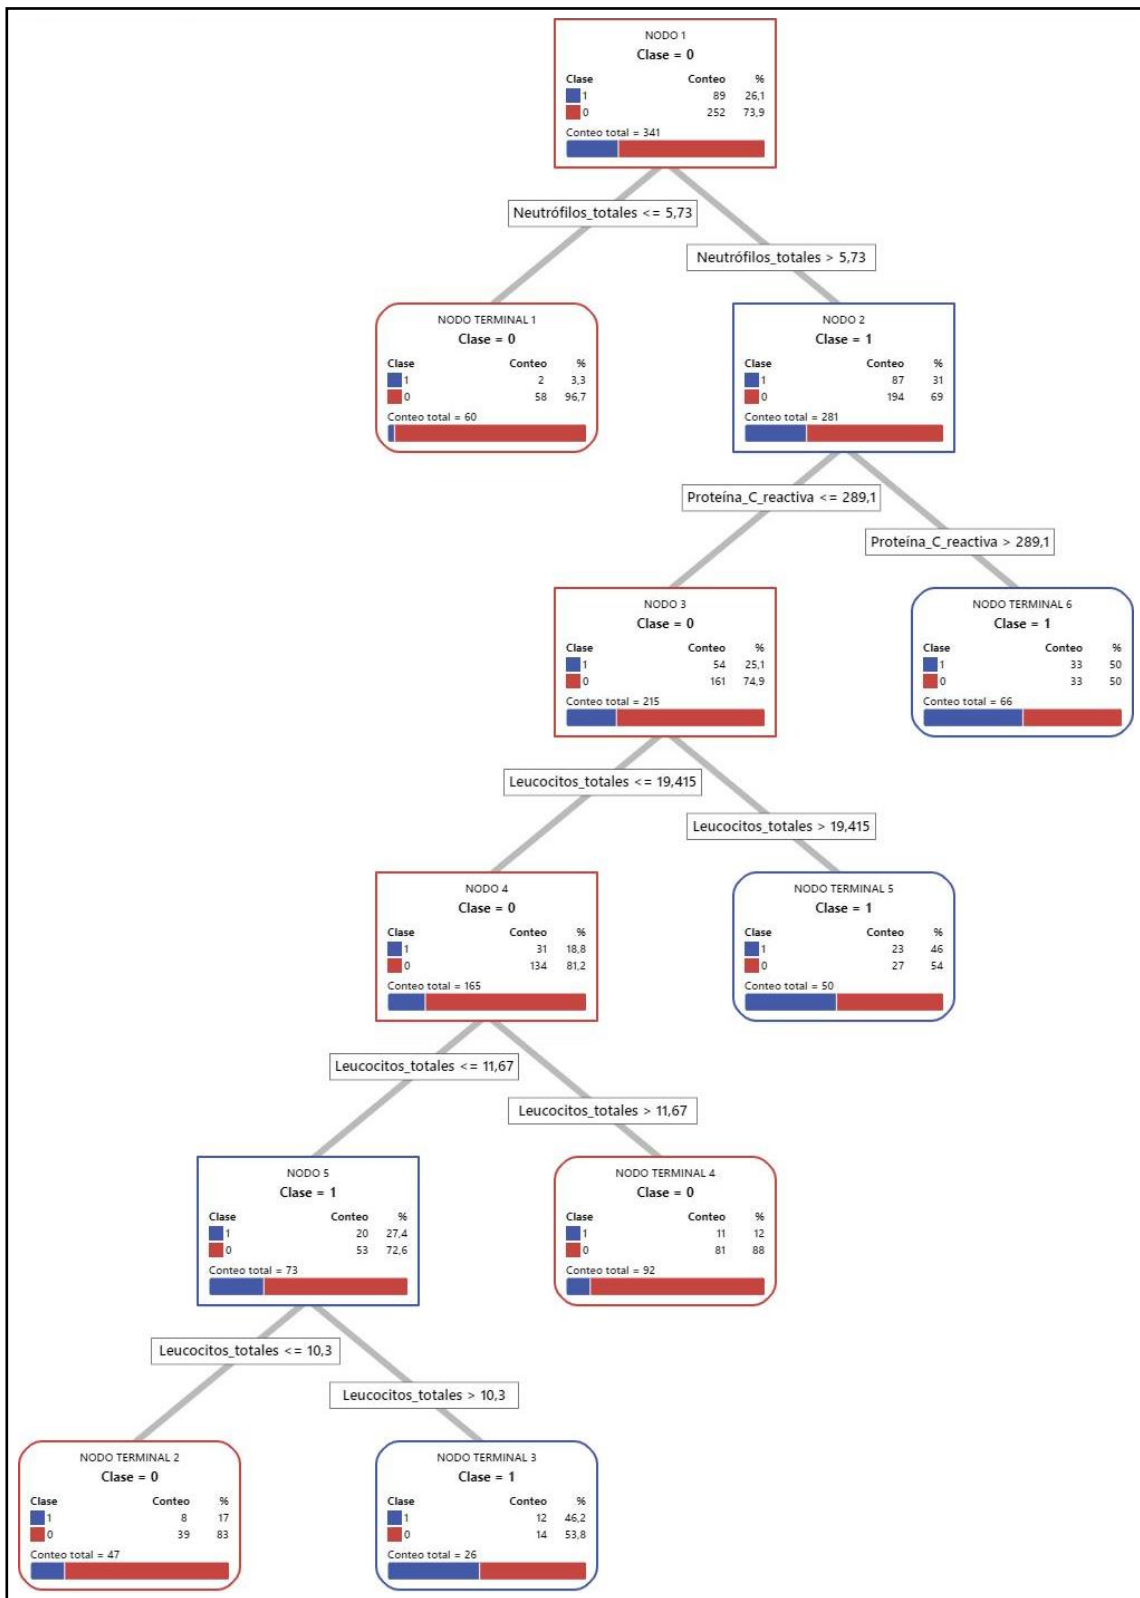 NODO 1
Clase = 0
Clase Conteo %
1 89 26,1
0 252 73,9
Conteo total = 341
Neutrófilos_totales <= 5,73
Neutrófilos_totales > 5,73
NODO TERMINAL 1
Clase = 0
Clase Conteo %
1 2 3,3
0 58 96,7
Conteo total = 60
NODO 2
Clase = 1
Clase Conteo %
1 87 31
0 194 69
Conteo total = 281
Proteína_C_reactiva <= 289,1
Proteína_C_reactiva > 289,1
NODO 3
Clase = 0
Clase Conteo %
1 54 25,1
0 161 74,9
Conteo total = 215
NODO TERMINAL 6
Clase = 1
Clase Conteo %
1 33 50
0 33 50
Conteo total = 66
Leucocitos_totales <= 19,415
Leucocitos_totales > 19,415
NODO 4
Clase = 0
Clase Conteo %
1 31 18,8
0 134 81,2
Conteo total = 165
NODO TERMINAL 5
Clase = 1
Clase Conteo %
1 23 46
0 27 54
Conteo total = 50
Leucocitos_totales <= 11,67
Leucocitos_totales > 11,67
NODO 5
Clase = 1
Clase Conteo %
1 20 27,4
0 53 72,6
Conteo total = 73
NODO TERMINAL 4
Clase = 0
Clase Conteo %
1 11 12
0 81 88
Conteo total = 92
Leucocitos_totales <= 10,3
Leucocitos_totales > 10,3
NODO TERMINAL 2
Clase = 0
Clase Conteo %
1 8 17
0 39 83
Conteo total = 47
NODO TERMINAL 3
Clase = 1
Clase Conteo %
1 12 46,2
0 14 53,8
Conteo total = 26